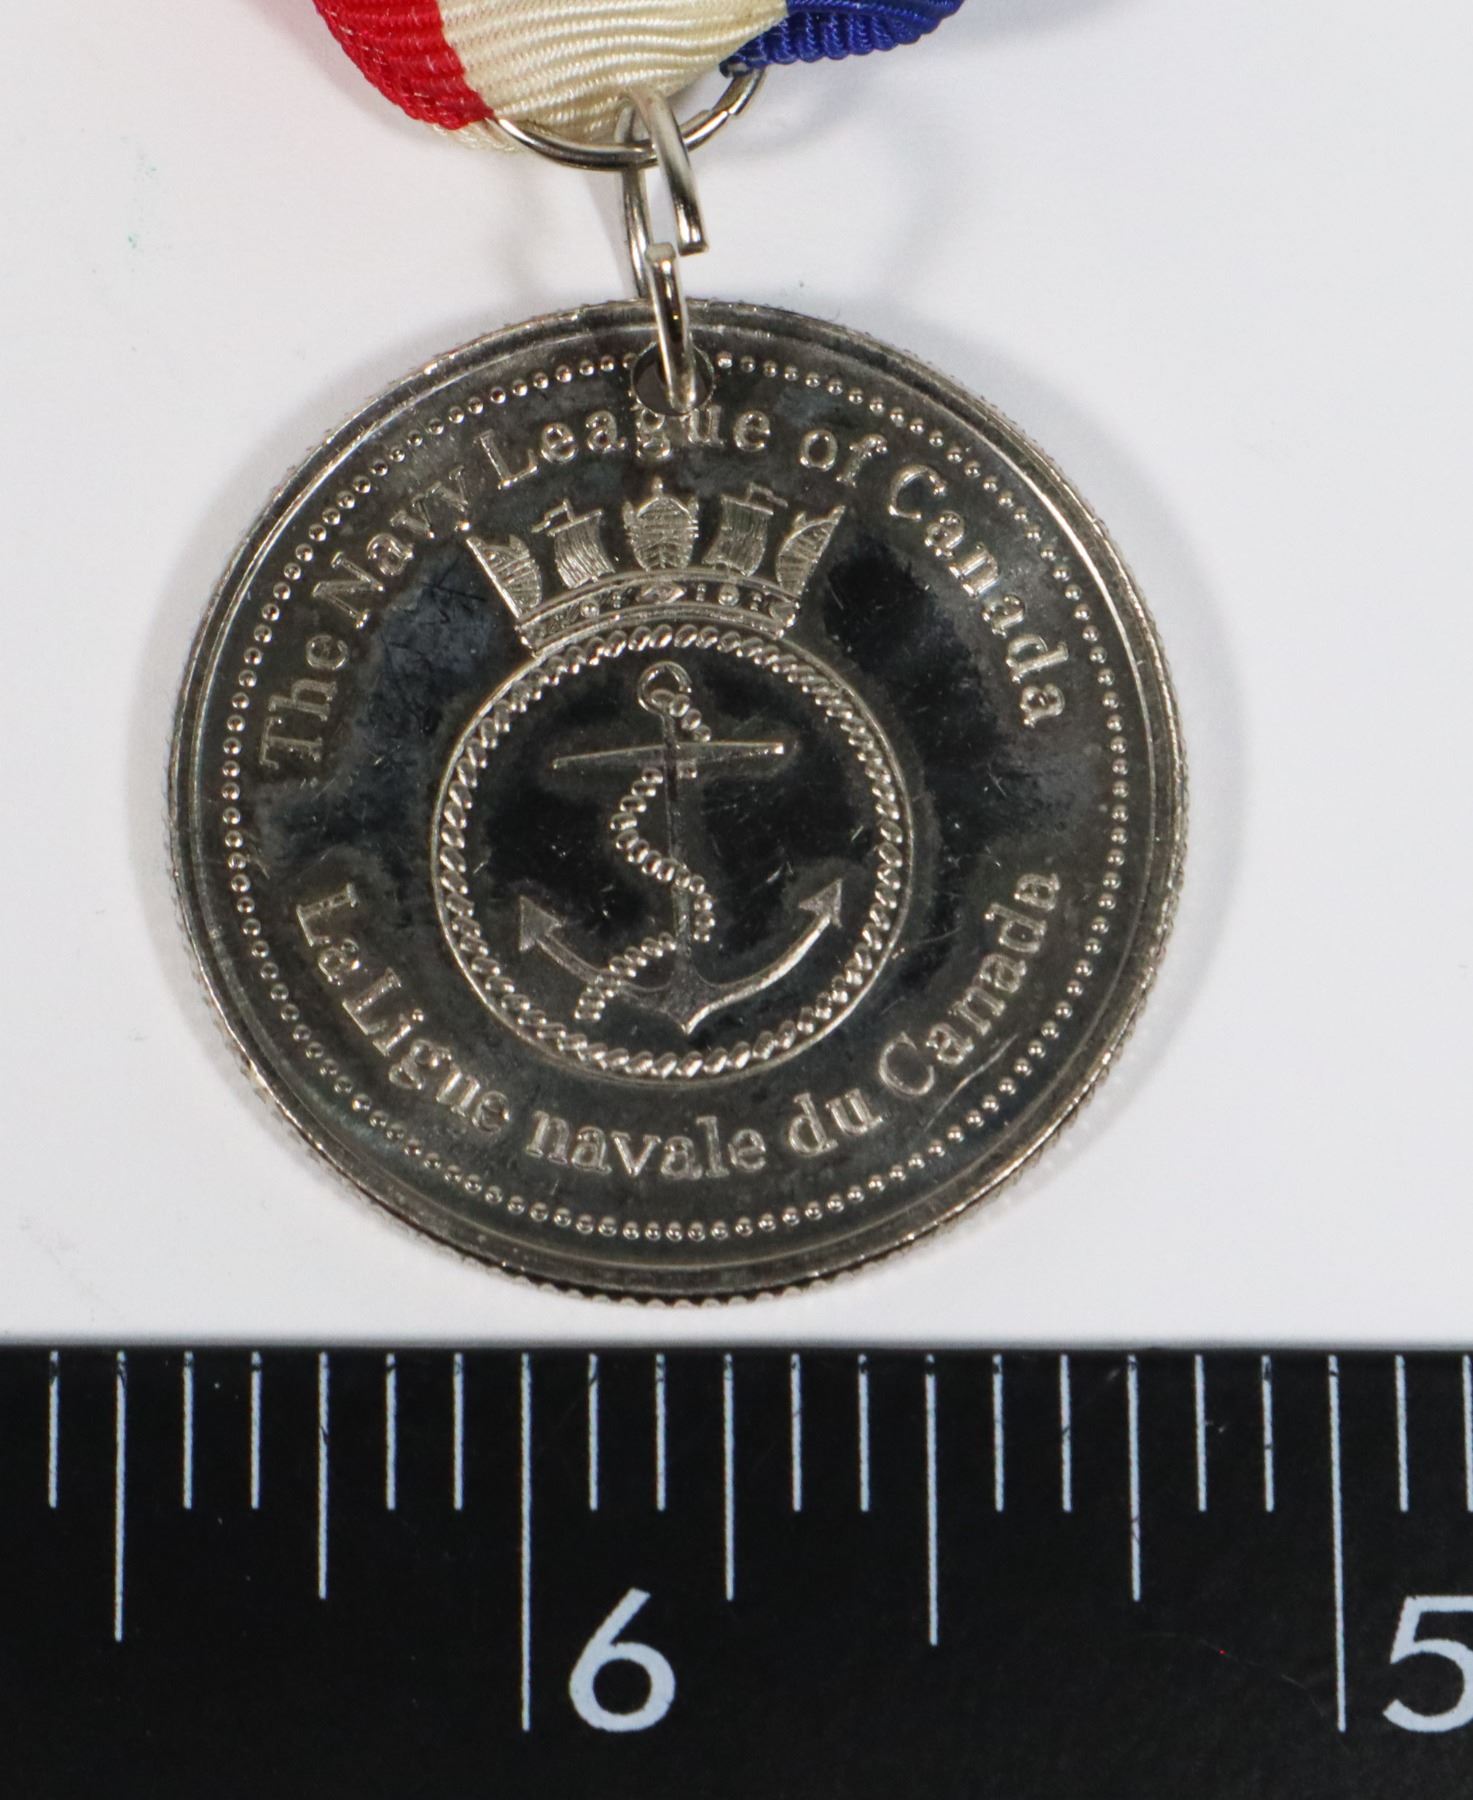 The Navy League of Canada
La Ligue navale du Canada
6 5